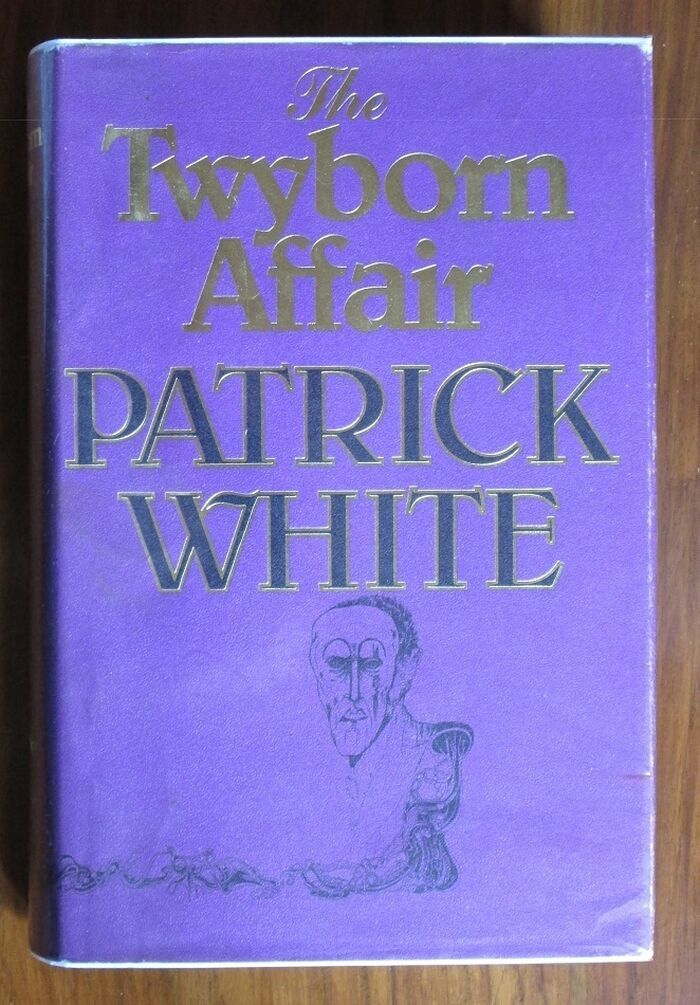 The
Twyborn
Affair
PATRICK
WHITE